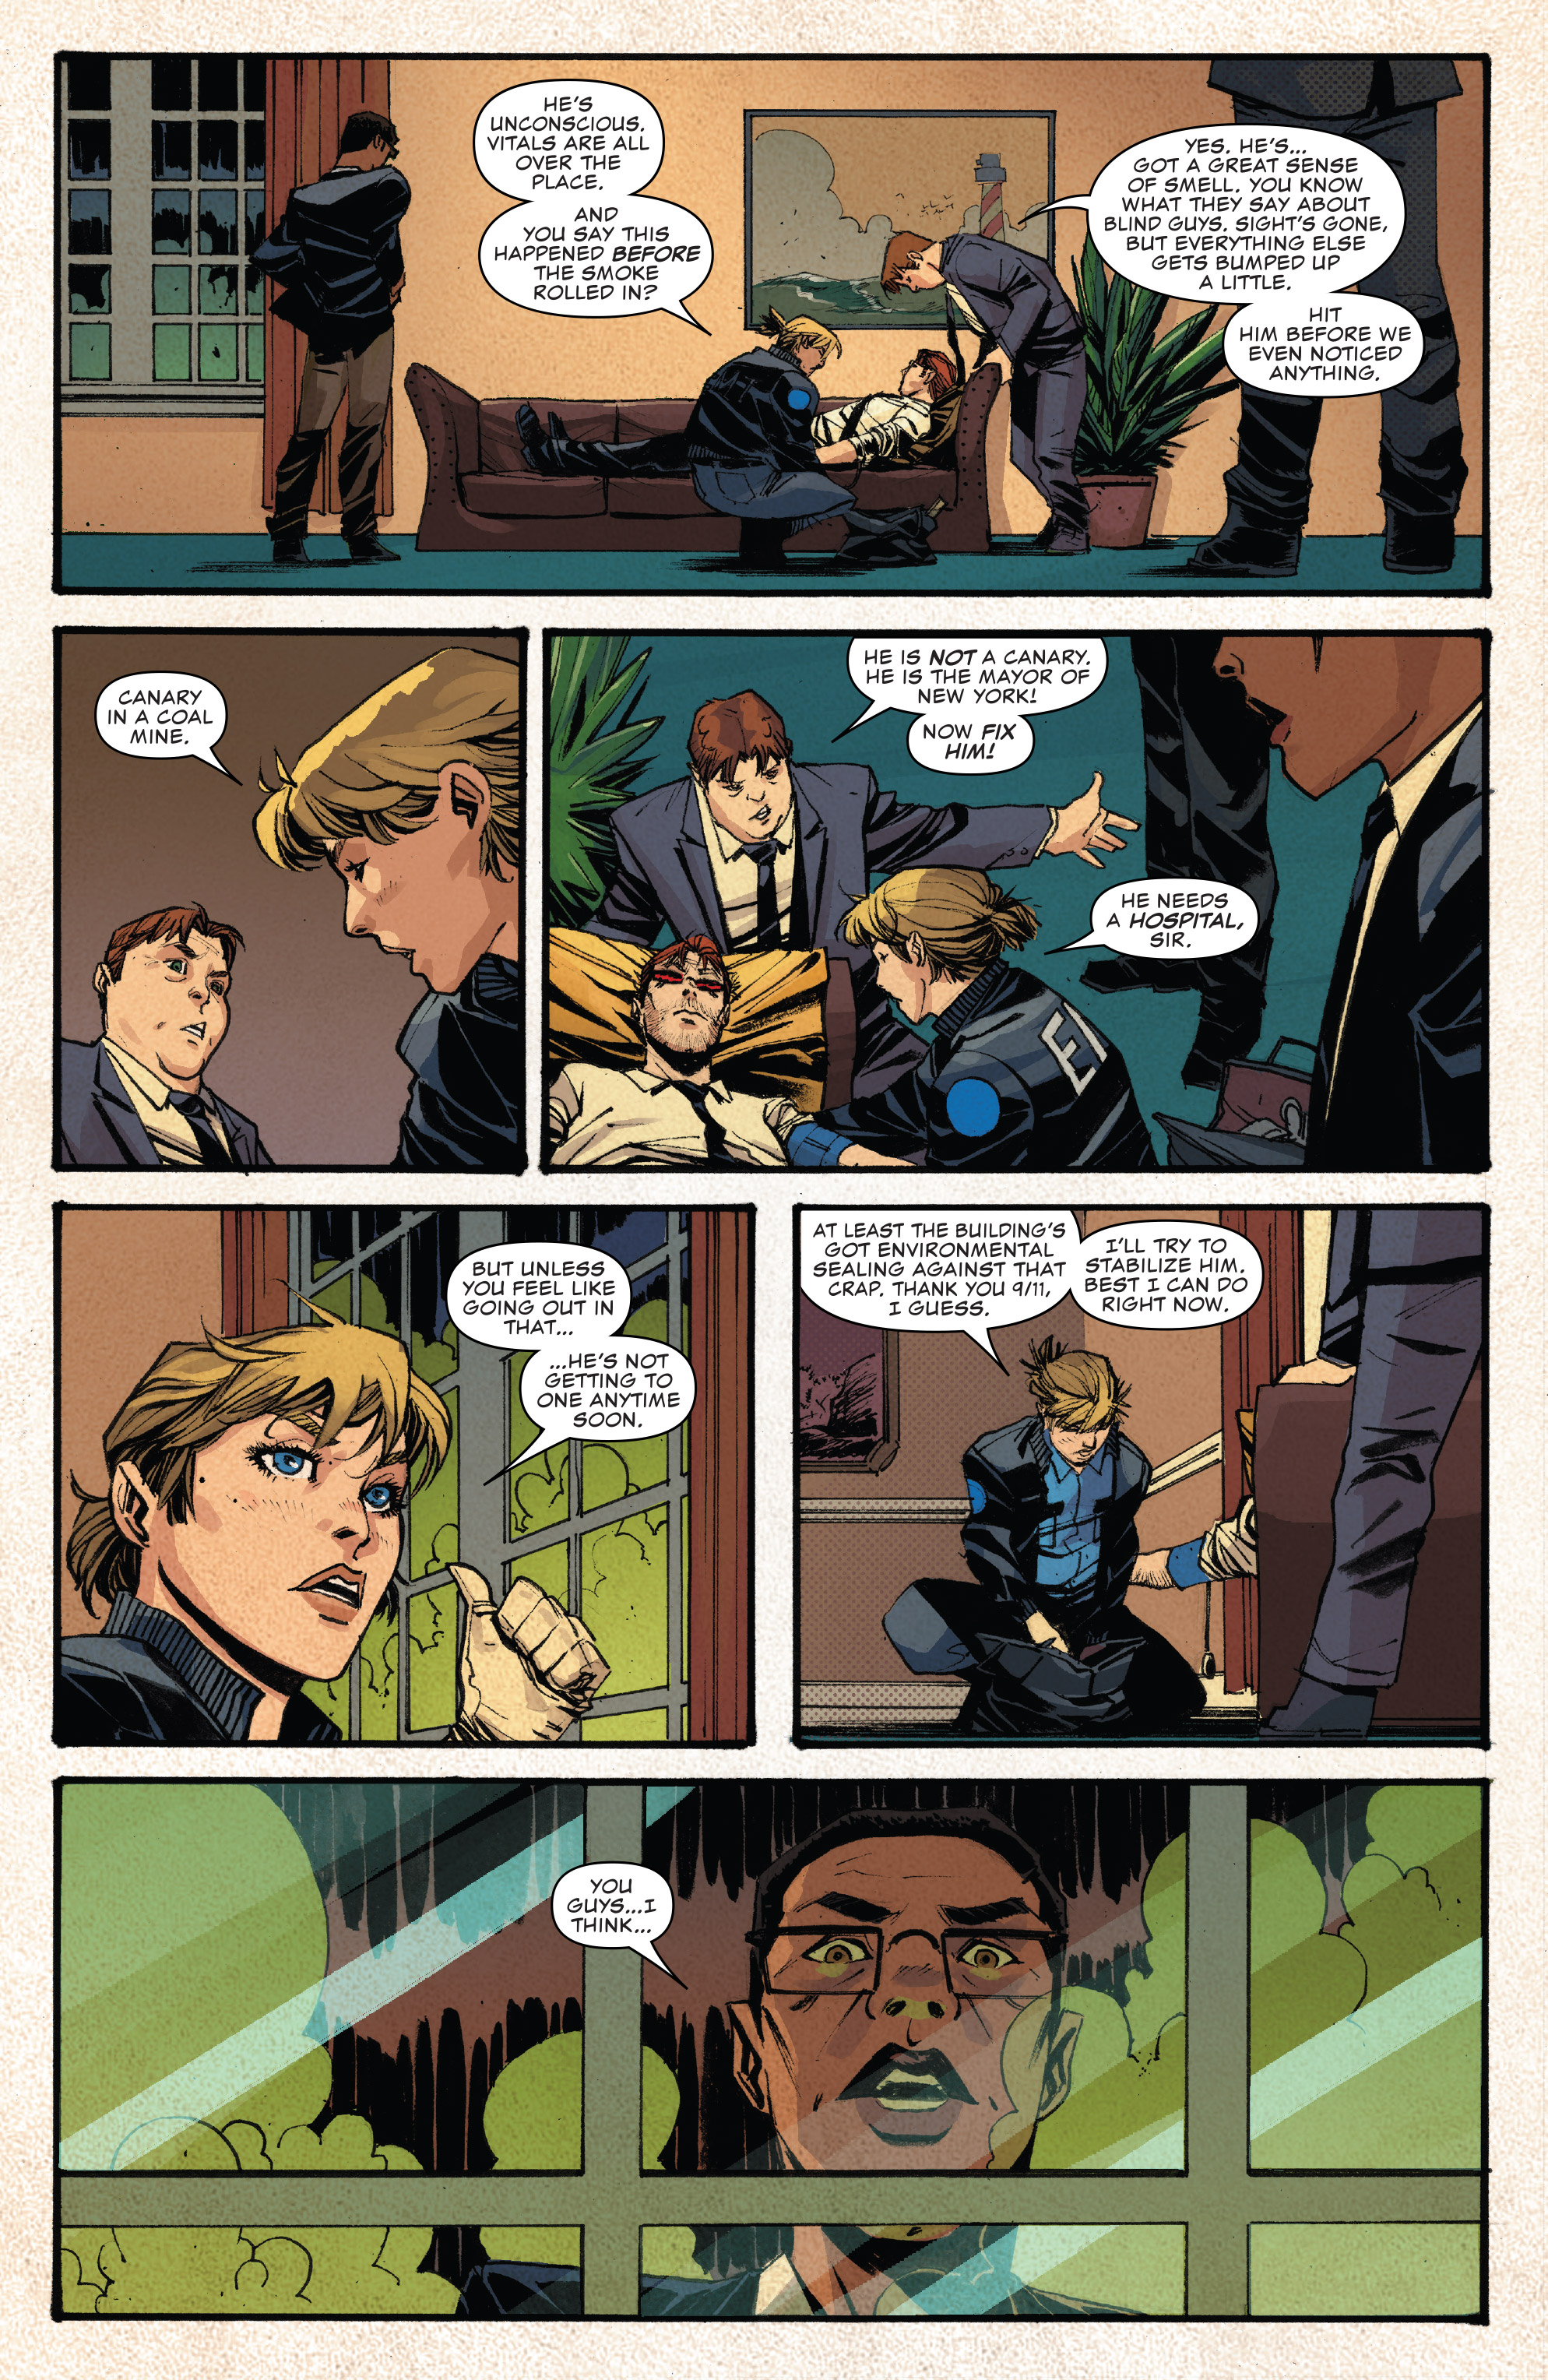 HE'S
UNCONSCIOUS.
VITALS ARE ALL
OVER THE
PLACE.
AND
YOU SAY THIS
HAPPENED BEFORE
THE SMOKE
ROLLED IN?
YES. HE'S...
GOT A GREAT SENSE
OF SMELL. YOU KNOW
WHAT THEY SAY ABOUT
BLIND GUYS. SIGHT'S GONE,
BUT EVERYTHING ELSE
GETS BUMPED UP
A LITTLE.
HIT
HIM BEFORE WE
EVEN NOTICED
ANYTHING.
CANARY
IN A COAL
MINE.
HE IS NOT A CANARY.
HE IS THE MAYOR OF
NEW YORK!
NOW FIX
HIM!
HE NEEDS
A HOSPITAL,
SIR.
BUT UNLESS
YOU FEEL LIKE
GOING OUT IN
THAT...
...HE'S NOT
GETTING TO
ONE ANYTIME
SOON.
AT LEAST THE BUILDING'S
GOT ENVIRONMENTAL
SEALING AGAINST THAT
CRAP. THANK YOU 9/11,
I GUESS.
I'LL TRY TO
STABILIZE HIM.
BEST I CAN DO
RIGHT NOW.
YOU
GUYS...I
THINK...